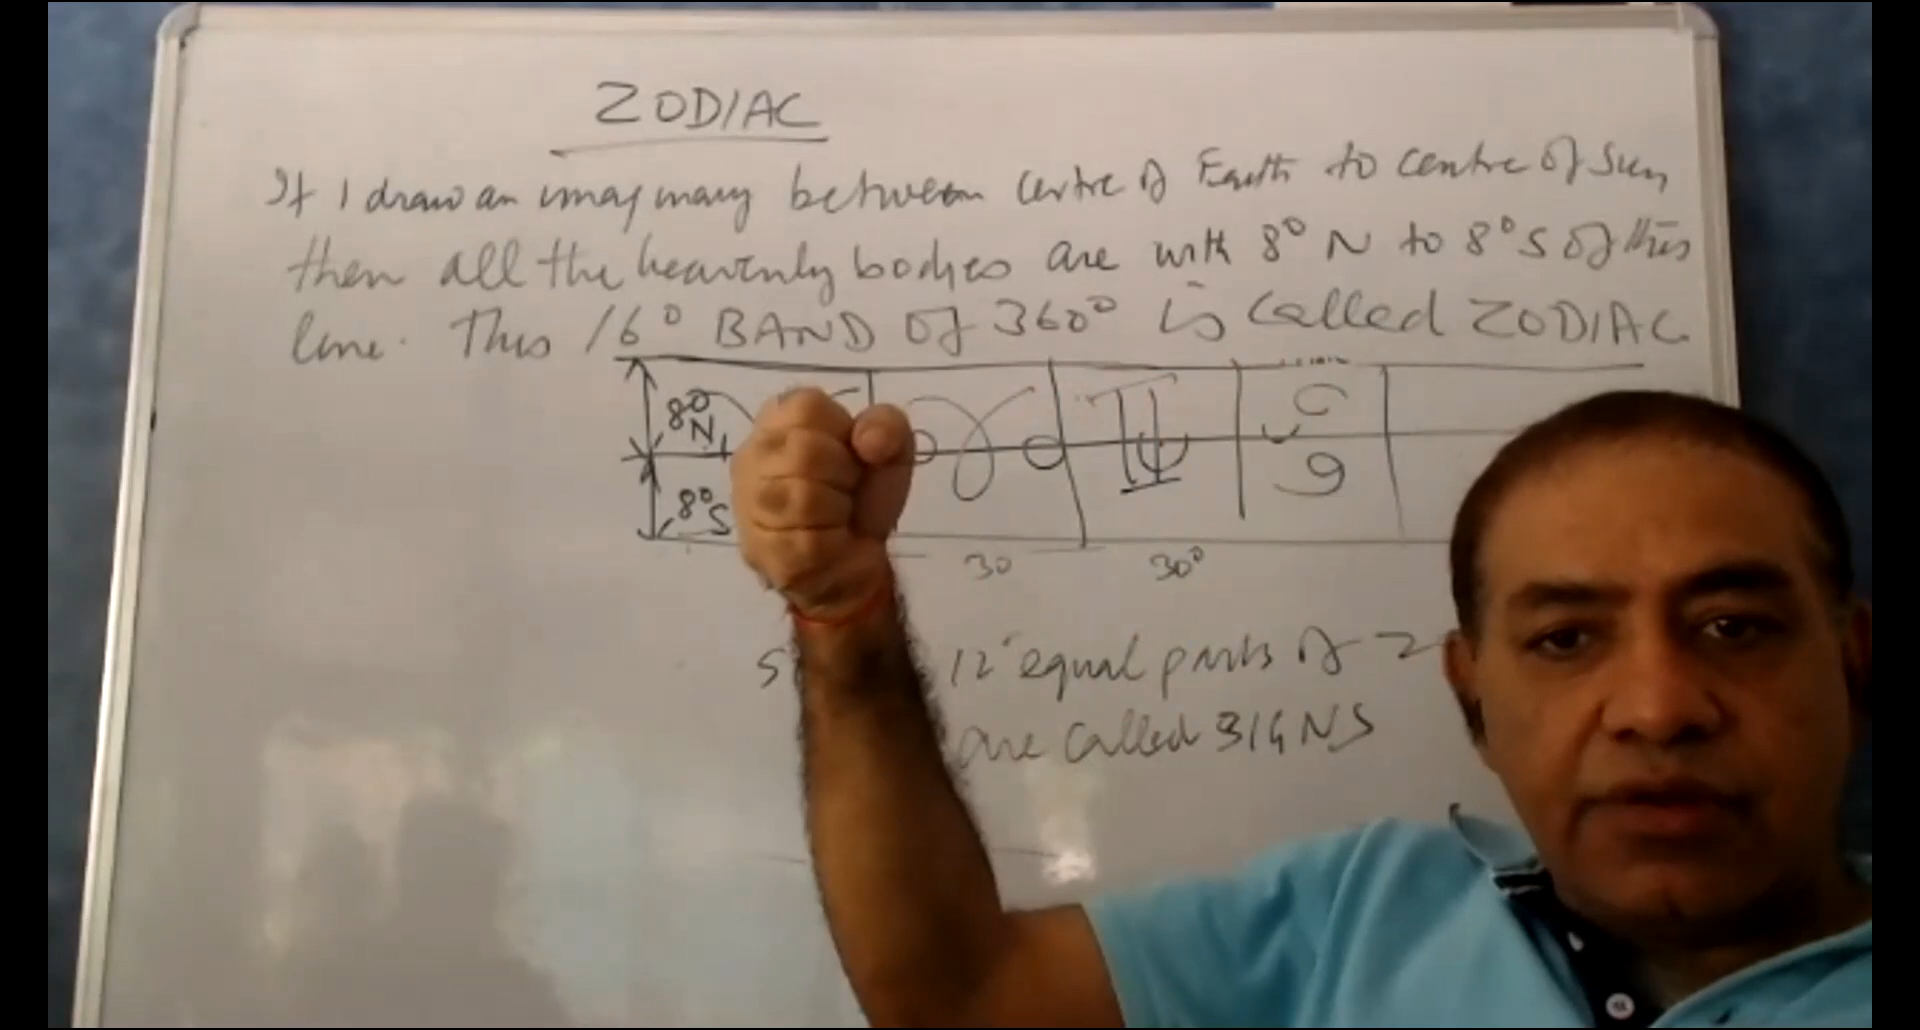 ZODIAC
If I draw an imaginary between centre of Earth to centre of Sun,
then all the heavenly bodies are with 8° N to 8° S of this
line. This 16° BAND of 360° is called ZODIAC
8° N
8° S
30 30°
12 equal parts of
are called SIGNS